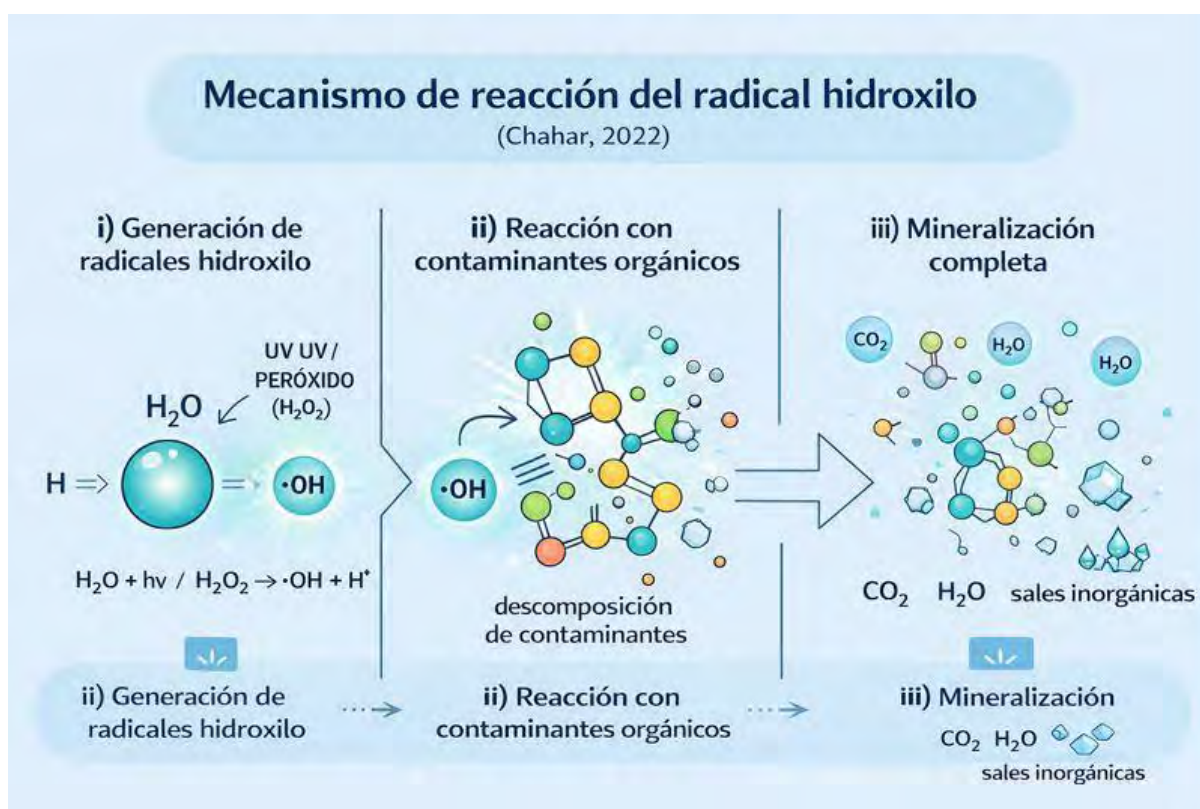 Mecanismo de reacción del radical hidroxilo
(Chahar, 2022)
i) Generación de
radicales hidroxilo
UV UV /
PERÓXIDO
(H₂O₂)
H₂O
H ⇒
=
·OH
H₂O + hv / H₂O₂ → ·OH + H⁺
ii) Reacción con
contaminantes orgánicos
·OH
descomposición
de contaminantes
iii) Mineralización
completa
CO₂
H₂O
H₂O
CO₂ H₂O sales inorgánicas
ii) Generación de
radicales hidroxilo
ii) Reacción con
contaminantes orgánicos
iii) Mineralización
CO₂ H₂O
sales inorgánicas